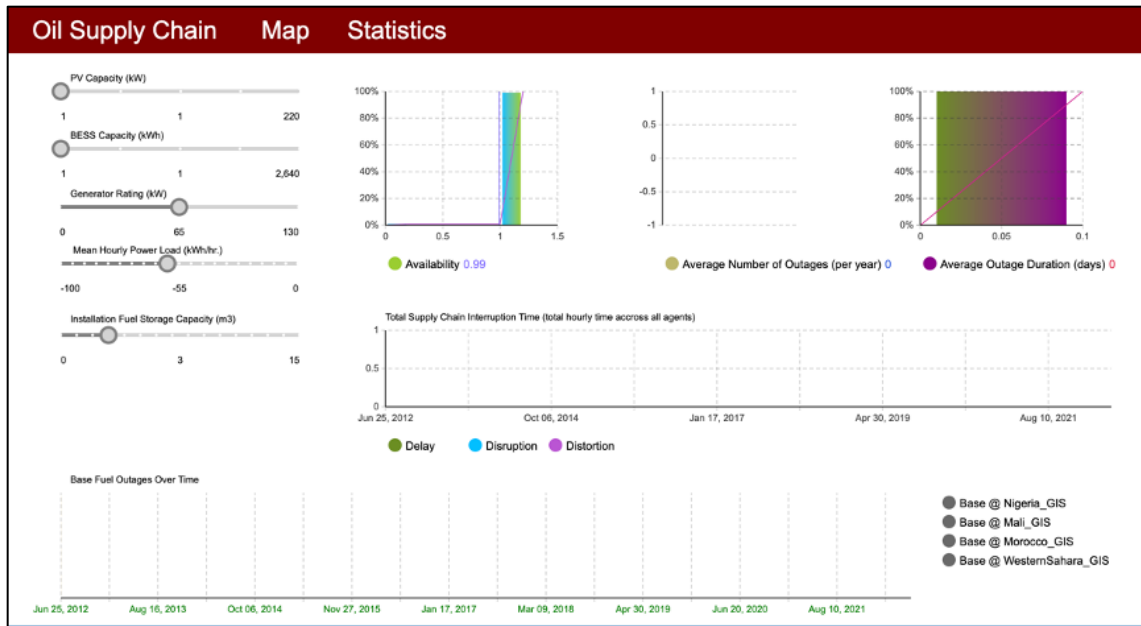 Oil Supply Chain Map Statistics
PV Capacity (kW)
1 1 220
BESS Capacity (kWh)
1 1 2,640
Generator Rating (kW)
0 65 130
Mean Hourly Power Load (kWh/hr.)
-100 -55 0
Installation Fuel Storage Capacity (m3)
0 3 15
100%
80%
60%
40%
20%
0%
0 0.5 1 1.5
Availability 0.99
1
0.5
0
-0.5
-1
Average Number of Outages (per year) 0
100%
80%
60%
40%
20%
0%
0 0.05 0.1
Average Outage Duration (days) 0
Total Supply Chain Interruption Time (total hourly time accross all agents)
1
0.5
0
Jun 25, 2012 Oct 06, 2014 Jan 17, 2017 Apr 30, 2019 Aug 10, 2021
Delay Disruption Distortion
Base Fuel Outages Over Time
Jun 25, 2012 Aug 16, 2013 Oct 06, 2014 Nov 27, 2015 Jan 17, 2017 Mar 09, 2018 Apr 30, 2019 Jun 20, 2020 Aug 10, 2021
Base @ Nigeria_GIS
Base @ Mali_GIS
Base @ Morocco_GIS
Base @ WesternSahara_GIS